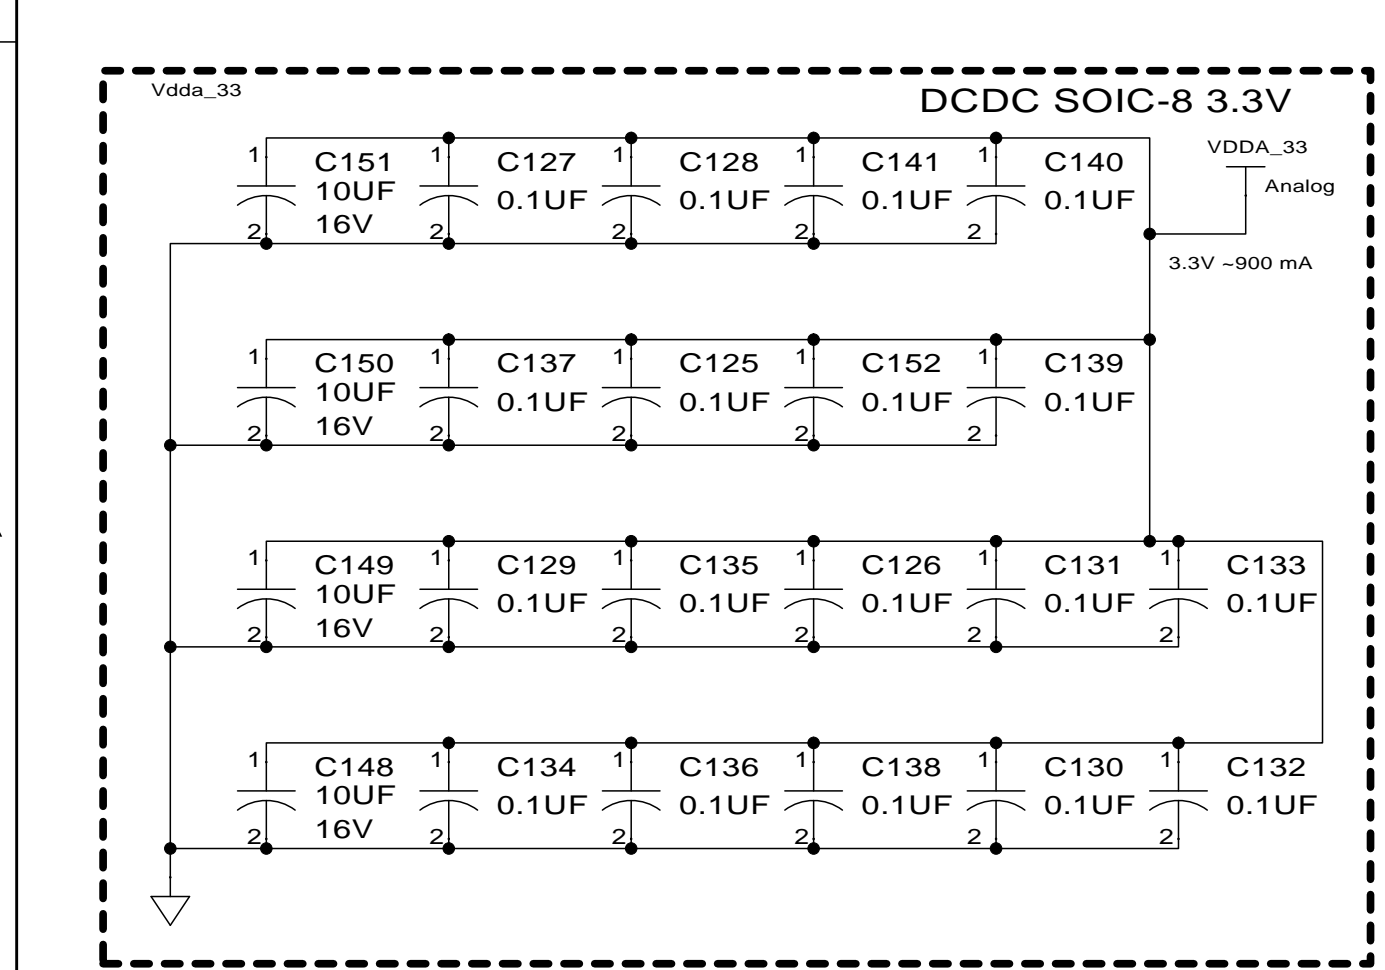 Vdda_33
DCDC SOIC-8 3.3V
VDDA_33
Analog
3.3V ~900 mA
1 C151 1 C127 1 C128 1 C141 1 C140
10UF 0.1UF 0.1UF 0.1UF 0.1UF
16V
2 2 2 2 2
1 C150 1 C137 1 C125 1 C152 1 C139
10UF 0.1UF 0.1UF 0.1UF 0.1UF
16V
2 2 2 2 2
1 C149 1 C129 1 C135 1 C126 1 C131 1 C133
10UF 0.1UF 0.1UF 0.1UF 0.1UF 0.1UF
16V
2 2 2 2 2 2
1 C148 1 C134 1 C136 1 C138 1 C130 1 C132
10UF 0.1UF 0.1UF 0.1UF 0.1UF 0.1UF
16V
2 2 2 2 2 2